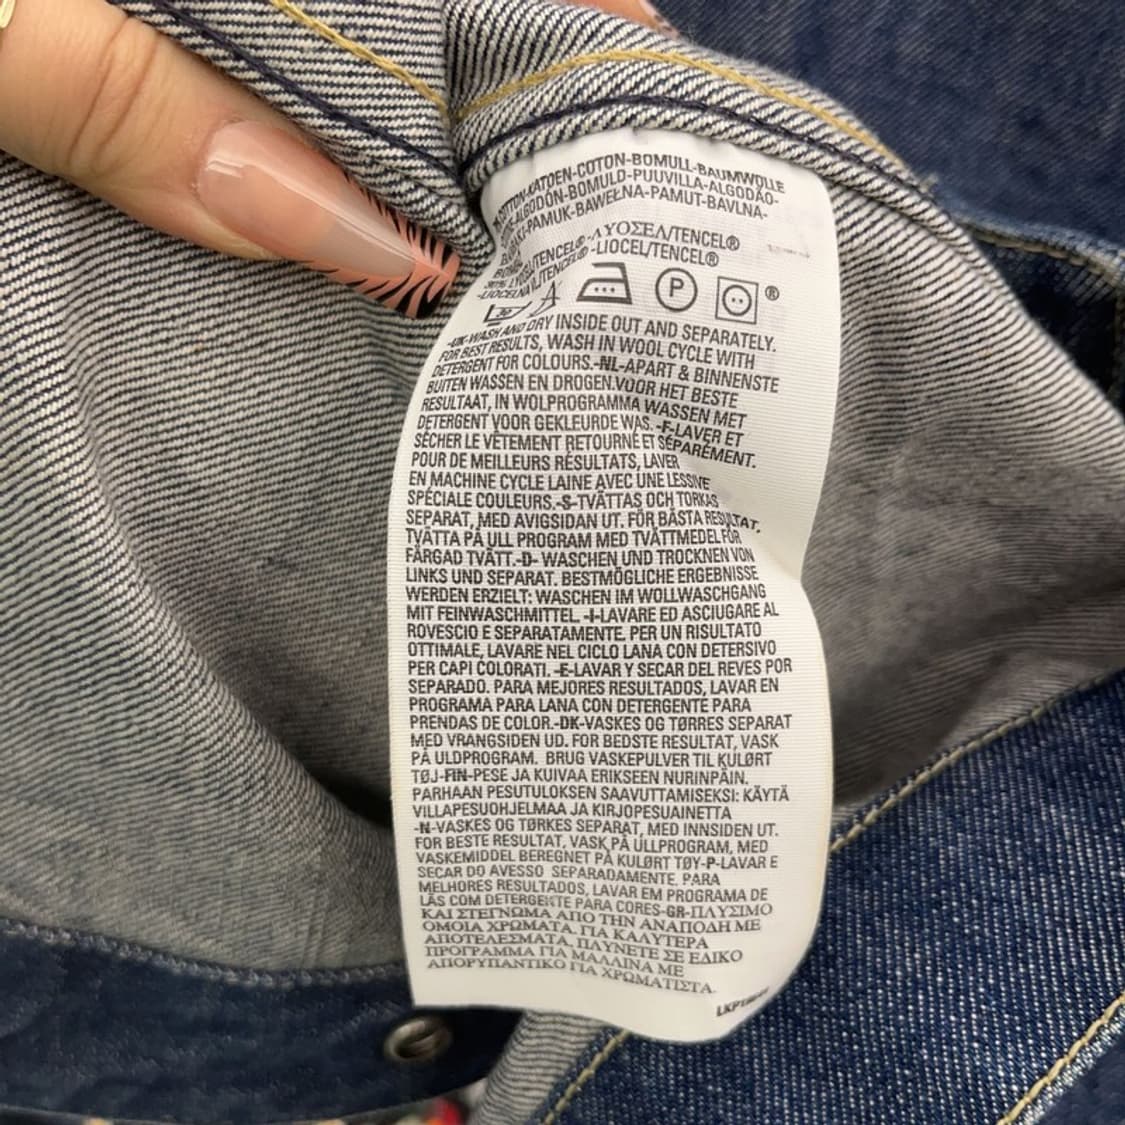 COTTON-KATOEN-COTON-BOMULL-BAUMWOLLE
-ALGODÓN-BOMULD-PUUVILLA-ALGODÃO-
-PAMUK-BAWEŁNA-PAMUT-BAVLNA-
/TENCEL®-ΛΥΟΣΕΛ/TENCEL®
/TENCEL®-LIOCEL/TENCEL®
30
A
P
®
-UK-WASH AND DRY INSIDE OUT AND SEPARATELY.
FOR BEST RESULTS, WASH IN WOOL CYCLE WITH
DETERGENT FOR COLOURS.-NL-APART & BINNENSTE
BUITEN WASSEN EN DROGEN.VOOR HET BESTE
RESULTAAT, IN WOLPROGRAMMA WASSEN MET
DETERGENT VOOR GEKLEURDE WAS. -F-LAVER ET
SÉCHER LE VÊTEMENT RETOURNÉ ET SÉPARÉMENT.
POUR DE MEILLEURS RÉSULTATS, LAVER
EN MACHINE CYCLE LAINE AVEC UNE LESSIVE
SPÉCIALE COULEURS.-S-TVÄTTAS OCH TORKAS
SEPARAT, MED AVIGSIDAN UT. FÖR BÄSTA RESULTAT,
TVÄTTA PÅ ULL PROGRAM MED TVÄTTMEDEL FÖR
FÄRGAD TVÄTT.-D- WASCHEN UND TROCKNEN VON
LINKS UND SEPARAT. BESTMÖGLICHE ERGEBNISSE
WERDEN ERZIELT: WASCHEN IM WOLLWASCHGANG
MIT FEINWASCHMITTEL. -I-LAVARE ED ASCIUGARE AL
ROVESCIO E SEPARATAMENTE. PER UN RISULTATO
OTTIMALE, LAVARE NEL CICLO LANA CON DETERSIVO
PER CAPI COLORATI. -E-LAVAR Y SECAR DEL REVES POR
SEPARADO. PARA MEJORES RESULTADOS, LAVAR EN
PROGRAMA PARA LANA CON DETERGENTE PARA
PRENDAS DE COLOR.-DK-VASKES OG TØRRES SEPARAT
MED VRANGSIDEN UD. FOR BEDSTE RESULTAT, VASK
PÅ ULDPROGRAM. BRUG VASKEPULVER TIL KULØRT
TØJ-FIN-PESE JA KUIVAA ERIKSEEN NURINPÄIN.
PARHAAN PESUTULOKSEN SAAVUTTAMISEKSI: KÄYTÄ
VILLAPESUOHJELMAA JA KIRJOPESUAINETTA
-N-VASKES OG TØRKES SEPARAT, MED INNSIDEN UT.
FOR BESTE RESULTAT, VASK PÅ ULLPROGRAM, MED
VASKEMIDDEL BEREGNET PÅ KULØRT TØY-P-LAVAR E
SECAR DO AVESSO SEPARADAMENTE. PARA
MELHORES RESULTADOS, LAVAR EM PROGRAMA DE
LÃS COM DETERGENTE PARA CORES-GR-ΠΛΥΣΙΜΟ
ΚΑΙ ΣΤΕΓΝΩΜΑ ΑΠΟ ΤΗΝ ΑΝΑΠΟΔΗ ΜΕ
ΟΜΟΙΑ ΧΡΩΜΑΤΑ. ΓΙΑ ΚΑΛΥΤΕΡΑ
ΑΠΟΤΕΛΕΣΜΑΤΑ, ΠΛΥΝΕΤΕ ΣΕ ΕΔΙΚΟ
ΠΡΟΓΡΑΜΜΑ ΓΙΑ ΜΑΛΛΙΝΑ ΜΕ
ΑΠΟΡΥΠΑΝΤΙΚΟ ΓΙΑ ΧΡΩΜΑΤΙΣΤΑ.